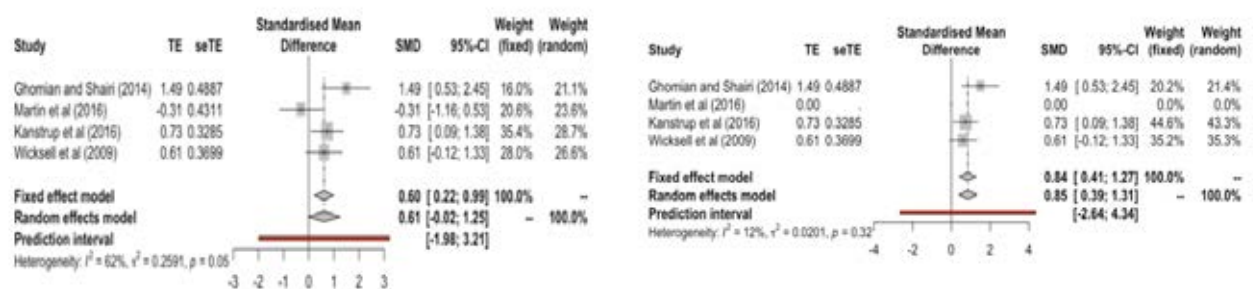 Standardised Mean Weight Weight
Study TE seTE Difference SMD 95%-CI (fixed) (random)
Ghomian and Shairi (2014) 1.49 0.4887 1.49 [ 0.53; 2.45] 16.0% 21.1%
Martin et al (2016) -0.31 0.4311 -0.31 [-1.16; 0.53] 20.6% 23.6%
Kanstrup et al (2016) 0.73 0.3285 0.73 [ 0.09; 1.38] 35.4% 28.7%
Wicksell et al (2009) 0.61 0.3699 0.61 [-0.12; 1.33] 28.0% 26.6%
Fixed effect model 0.60 [ 0.22; 0.99] 100.0% --
Random effects model 0.61 [-0.02; 1.25] -- 100.0%
Prediction interval [-1.98; 3.21]
Heterogeneity: I² = 62%, τ² = 0.2591, p = 0.05
-3 -2 -1 0 1 2 3
Standardised Mean Weight Weight
Study TE seTE Difference SMD 95%-CI (fixed) (random)
Ghomian and Shairi (2014) 1.49 0.4887 1.49 [ 0.53; 2.45] 20.2% 21.4%
Martin et al (2016) 0.00 0.00 0.0% 0.0%
Kanstrup et al (2016) 0.73 0.3285 0.73 [ 0.09; 1.38] 44.6% 43.3%
Wicksell et al (2009) 0.61 0.3699 0.61 [-0.12; 1.33] 35.2% 35.3%
Fixed effect model 0.84 [ 0.41; 1.27] 100.0% --
Random effects model 0.85 [ 0.39; 1.31] -- 100.0%
Prediction interval [-2.64; 4.34]
Heterogeneity: I² = 12%, τ² = 0.0201, p = 0.32
-4 -2 0 2 4